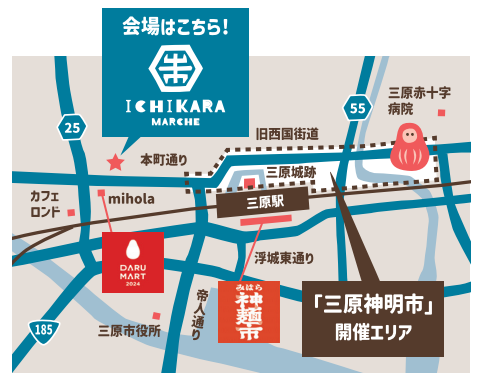 会場はこちら!
ICHIKARA
MARCHE
25
55
三原赤十字
病院
旧西国街道
本町通り
三原城跡
カフェ
ロンド
mihola
三原駅
DARU
MART
2024
浮城東通り
みはら
神麺市
帝人通り
「三原神明市」
開催エリア
185
三原市役所